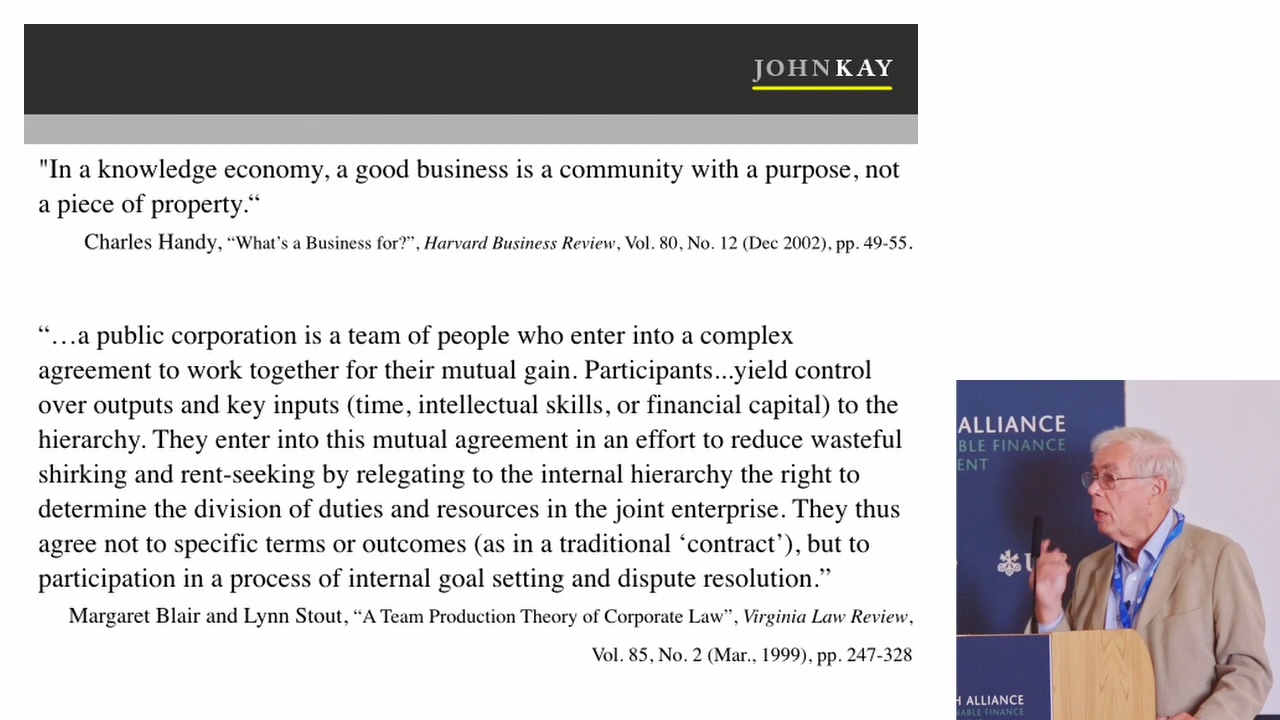 JOHNKAY
"In a knowledge economy, a good business is a community with a purpose, not
a piece of property.“
Charles Handy, “What’s a Business for?”, Harvard Business Review, Vol. 80, No. 12 (Dec 2002), pp. 49-55.
“…a public corporation is a team of people who enter into a complex
agreement to work together for their mutual gain. Participants...yield control
over outputs and key inputs (time, intellectual skills, or financial capital) to the
hierarchy. They enter into this mutual agreement in an effort to reduce wasteful
shirking and rent-seeking by relegating to the internal hierarchy the right to
determine the division of duties and resources in the joint enterprise. They thus
agree not to specific terms or outcomes (as in a traditional ‘contract’), but to
participation in a process of internal goal setting and dispute resolution.”
Margaret Blair and Lynn Stout, “A Team Production Theory of Corporate Law”, Virginia Law Review,
Vol. 85, No. 2 (Mar., 1999), pp. 247-328
ALLIANCE
BLE FINANCE
ENT
U
H ALLIANCE
NABLE FINANCE